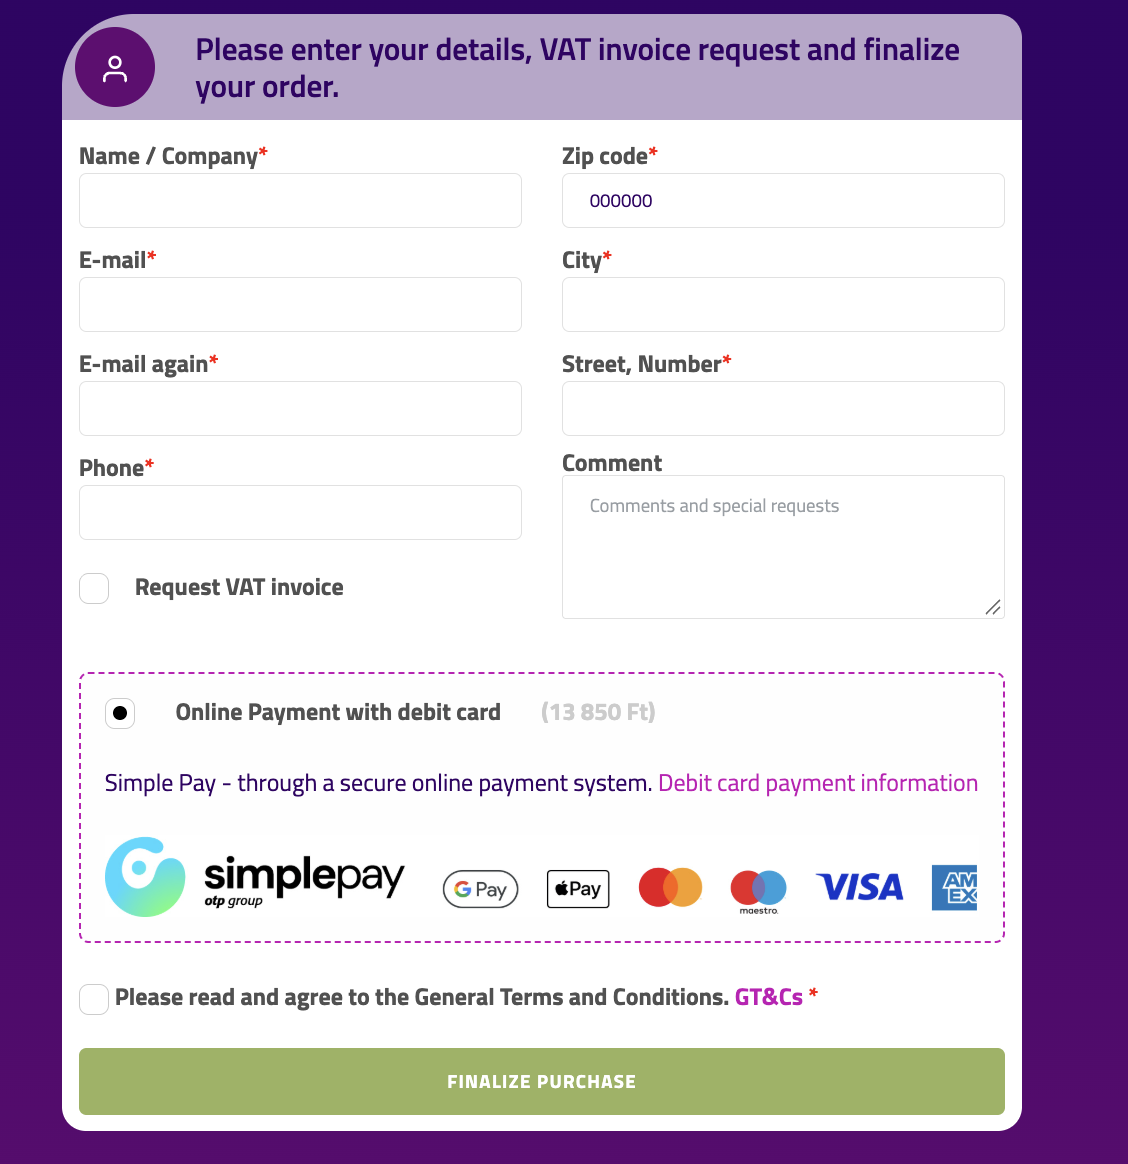 Please enter your details, VAT invoice request and finalize
your order.
Name / Company*
Zip code*
000000
E-mail*
City*
E-mail again*
Street, Number*
Phone*
Comment
Comments and special requests
Request VAT invoice
Online Payment with debit card (13 850 Ft)
Simple Pay - through a secure online payment system. Debit card payment information
simplepay
otp group
G Pay
Pay
maestro.
VISA
AM
EX
Please read and agree to the General Terms and Conditions. GT&Cs *
FINALIZE PURCHASE